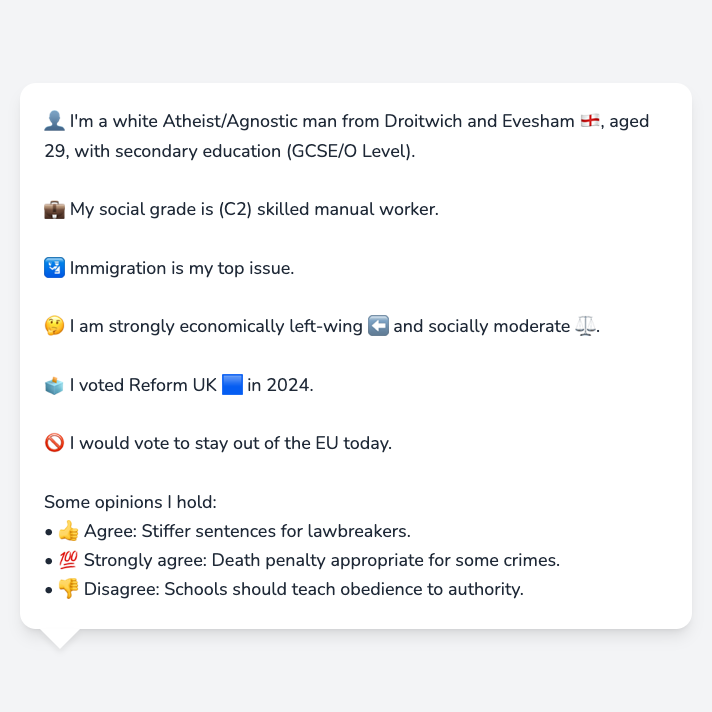 👤 I'm a white Atheist/Agnostic man from Droitwich and Evesham 🏴󠁧󠁢󠁥󠁮󠁧󠁿, aged
29, with secondary education (GCSE/O Level).
💼 My social grade is (C2) skilled manual worker.
🛂 Immigration is my top issue.
🤔 I am strongly economically left-wing ⬅️ and socially moderate ⚖️.
🗳️ I voted Reform UK 🟦 in 2024.
🚫 I would vote to stay out of the EU today.
Some opinions I hold:
• 👍 Agree: Stiffer sentences for lawbreakers.
• 💯 Strongly agree: Death penalty appropriate for some crimes.
• 👎 Disagree: Schools should teach obedience to authority.